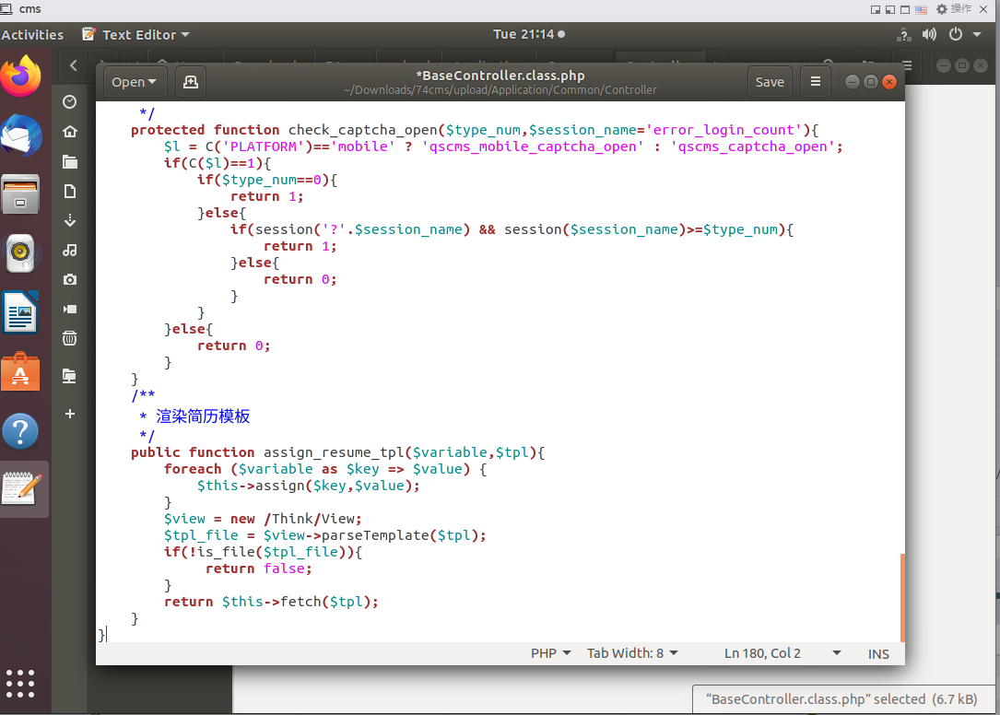 cms
操作
Activities
Text Editor
Tue 21:14
Open
*BaseController.class.php
~/Downloads/74cms/upload/Application/Common/Controller
Save
*/
protected function check_captcha_open($type_num,$session_name='error_login_count'){
$l = C('PLATFORM')=='mobile' ? 'qscms_mobile_captcha_open' : 'qscms_captcha_open';
if(C($l)==1){
if($type_num==0){
return 1;
}else{
if(session('?'.$session_name) && session($session_name)>=$type_num){
return 1;
}else{
return 0;
}
}
}else{
return 0;
}
}
/**
* 渲染简历模板
*/
public function assign_resume_tpl($variable,$tpl){
foreach ($variable as $key => $value) {
$this->assign($key,$value);
}
$view = new /Think/View;
$tpl_file = $view->parseTemplate($tpl);
if(!is_file($tpl_file)){
return false;
}
return $this->fetch($tpl);
}
}
PHP
Tab Width: 8
Ln 180, Col 2
INS
“BaseController.class.php” selected (6.7 kB)